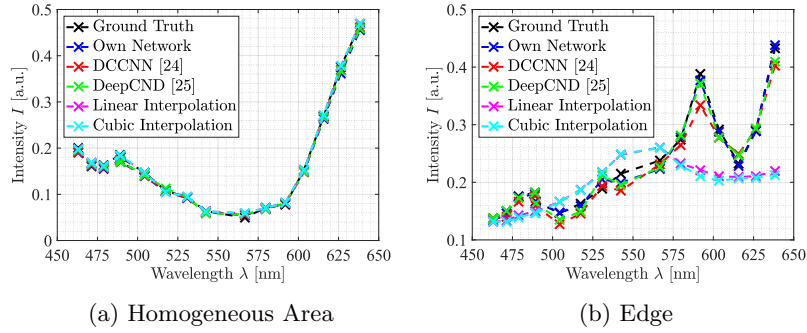 0.5
0.4
0.3
0.2
0.1
0
450 475 500 525 550 575 600 625 650
Intensity I [a.u.]
Wavelength λ [nm]
Ground Truth
Own Network
DCCNN [24]
DeepCND [25]
Linear Interpolation
Cubic Interpolation
(a) Homogeneous Area
0.5
0.4
0.3
0.2
0.1
450 475 500 525 550 575 600 625 650
Intensity I [a.u.]
Wavelength λ [nm]
Ground Truth
Own Network
DCCNN [24]
DeepCND [25]
Linear Interpolation
Cubic Interpolation
(b) Edge